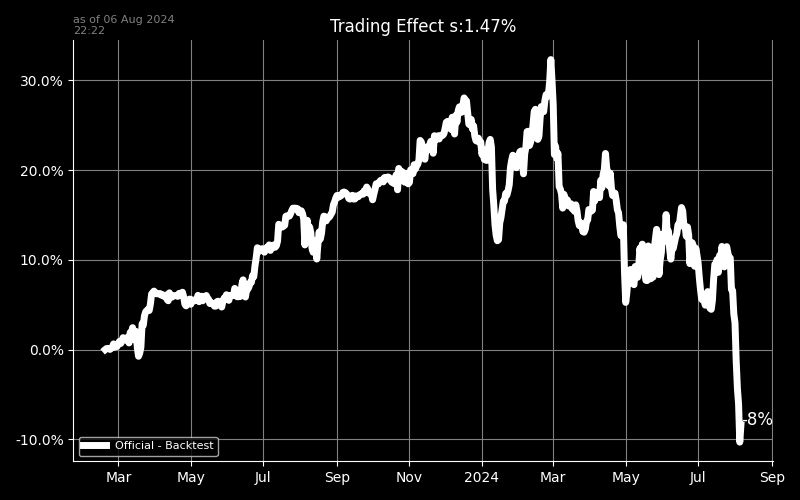 as of 06 Aug 2024
22:22
Trading Effect s:1.47%
30.0%
20.0%
10.0%
0.0%
-10.0%
-8%
Official - Backtest
Mar May Jul Sep Nov 2024 Mar May Jul Sep